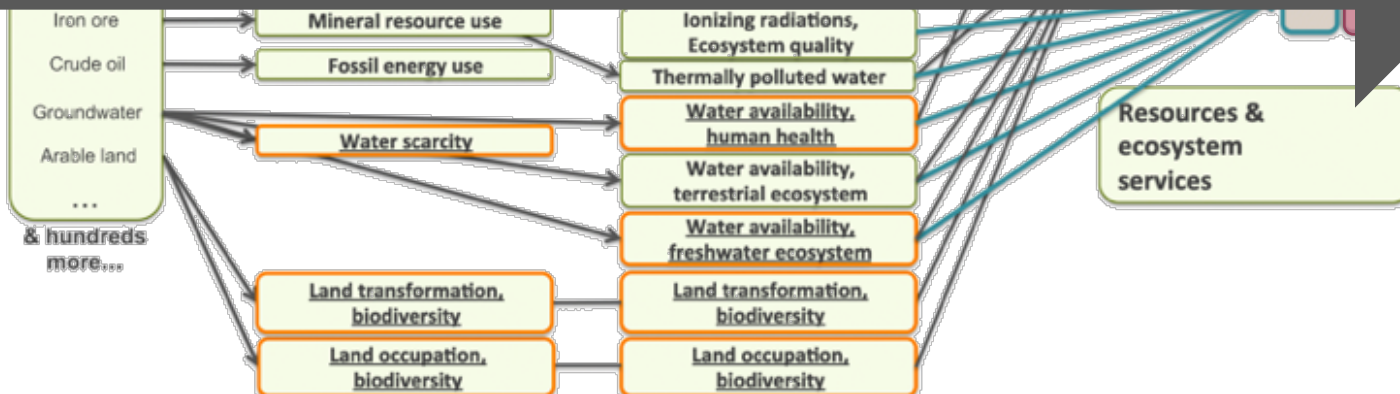 Iron ore
Crude oil
Groundwater
Arable land
...
& hundreds
more...
Mineral resource use
Fossil energy use
Water scarcity
Land transformation,
biodiversity
Land occupation,
biodiversity
Ionizing radiations,
Ecosystem quality
Thermally polluted water
Water availability,
human health
Water availability,
terrestrial ecosystem
Water availability,
freshwater ecosystem
Land transformation,
biodiversity
Land occupation,
biodiversity
Resources &
ecosystem
services